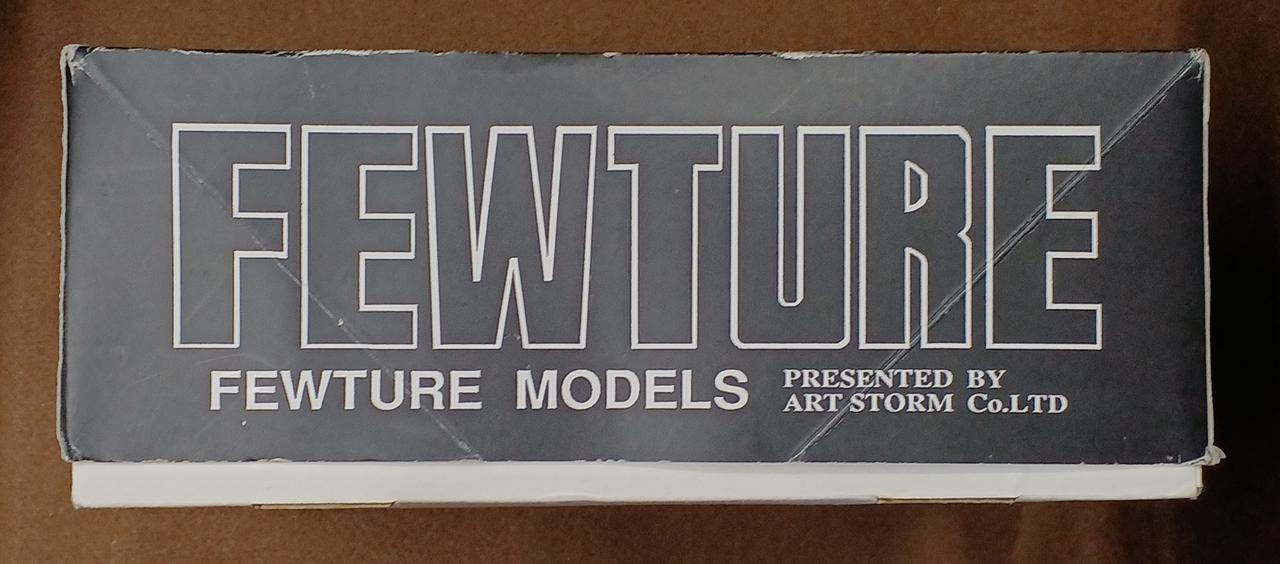 FEWTURE
FEWTURE MODELS
PRESENTED BY
ART STORM Co.LTD